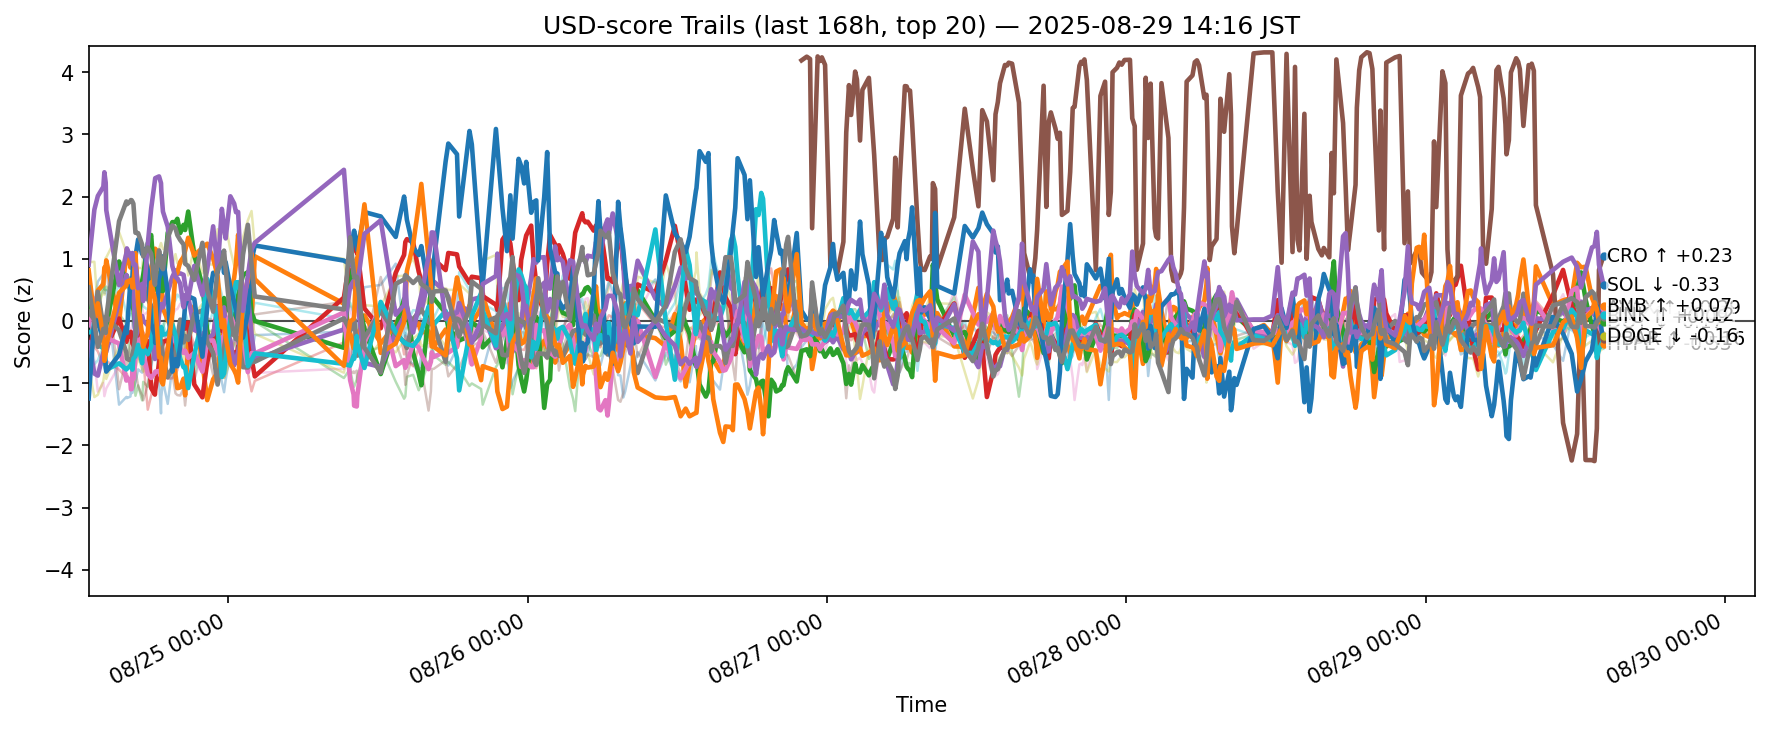 USD-score Trails (last 168h, top 20) — 2025-08-29 14:16 JST
Score (z)
4
3
2
1
0
−1
−2
−3
−4
CRO ↑ +0.23
SOL ↓ -0.33
BNB ↑ +0.07
LINK ↑ +0.12
DOGE ↓ -0.16
08/25 00:00
08/26 00:00
08/27 00:00
08/28 00:00
08/29 00:00
08/30 00:00
Time